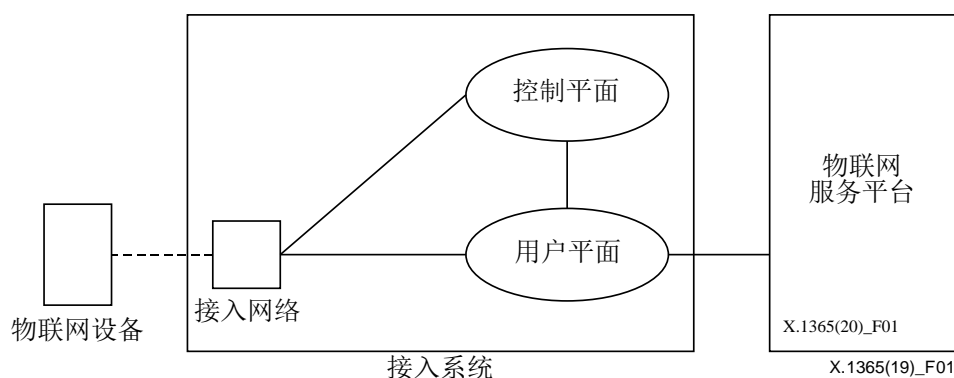 控制平面
物联网
服务平台
用户平面
接入网络
物联网设备
X.1365(20)_F01
接入系统
X.1365(19)_F01